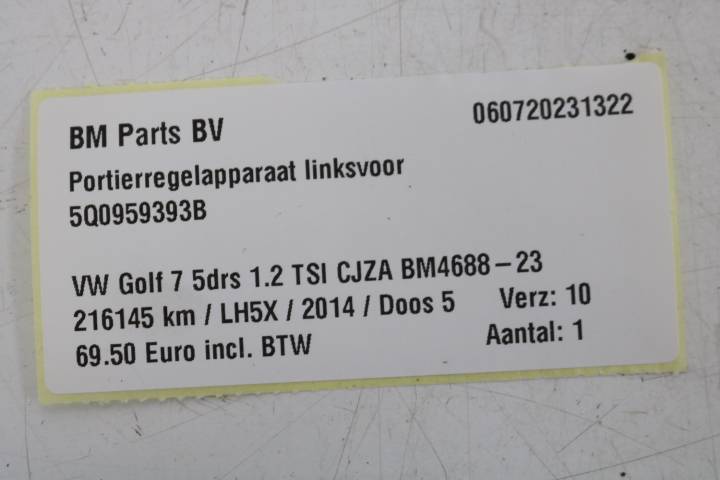 BM Parts BV 060720231322
Portierregelapparaat linksvoor
5Q0959393B
VW Golf 7 5drs 1.2 TSI CJZA BM4688-23
216145 km / LH5X / 2014 / Doos 5 Verz: 10
69.50 Euro incl. BTW Aantal: 1